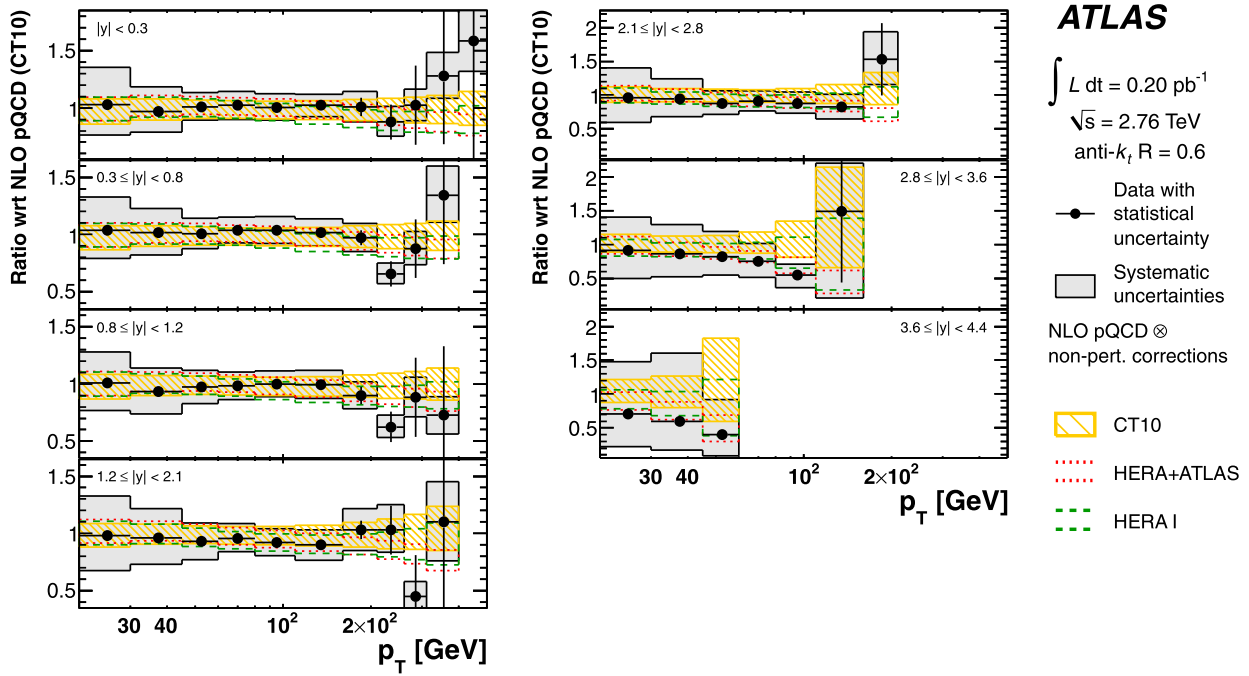 Ratio wrt NLO pQCD (CT10)
|y| < 0.3
1.5
1
0.3 ≤ |y| < 0.8
1.5
1
0.5
0.8 ≤ |y| < 1.2
1.5
1
0.5
1.2 ≤ |y| < 2.1
1.5
1
0.5
30 40 10² 2×10²
p_T [GeV]
Ratio wrt NLO pQCD (CT10)
2.1 ≤ |y| < 2.8
2
1.5
1
0.5
2.8 ≤ |y| < 3.6
2
1.5
1
0.5
3.6 ≤ |y| < 4.4
2
1.5
1
0.5
30 40 10² 2×10²
p_T [GeV]
ATLAS
∫ L dt = 0.20 pb⁻¹
√s = 2.76 TeV
anti-k_t R = 0.6
Data with
statistical
uncertainty
Systematic
uncertainties
NLO pQCD ⊗
non-pert. corrections
CT10
HERA+ATLAS
HERA I